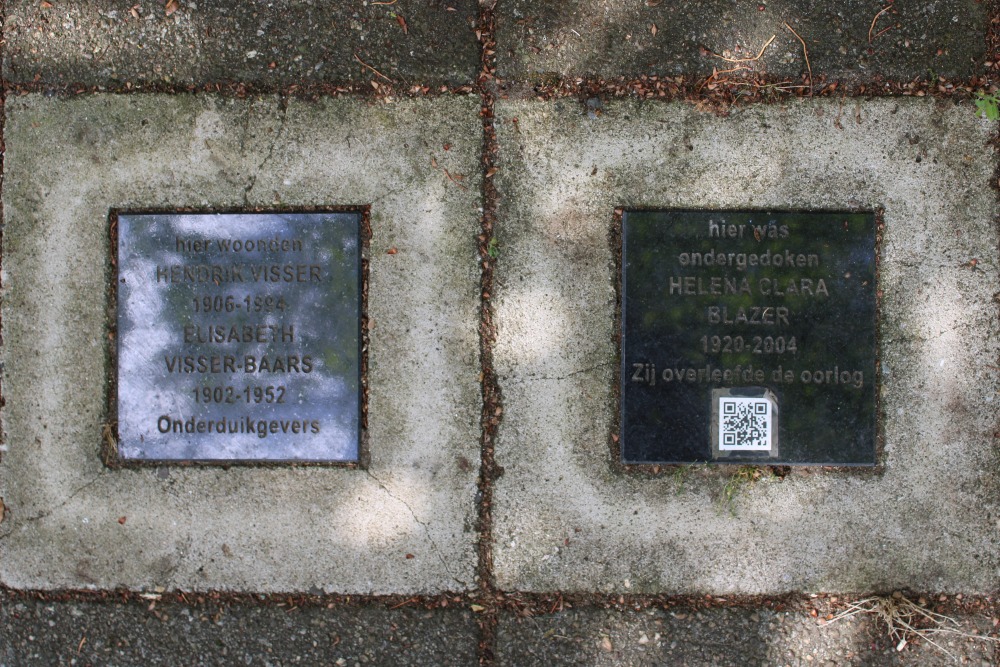 hier woonden
HENDRIK VISSER
1906-1994
ELISABETH
VISSER-BAARS
1902-1952
Onderduikgevers
hier was
ondergedoken
HELENA CLARA
BLAZER
1920-2004
Zij overleefde de oorlog